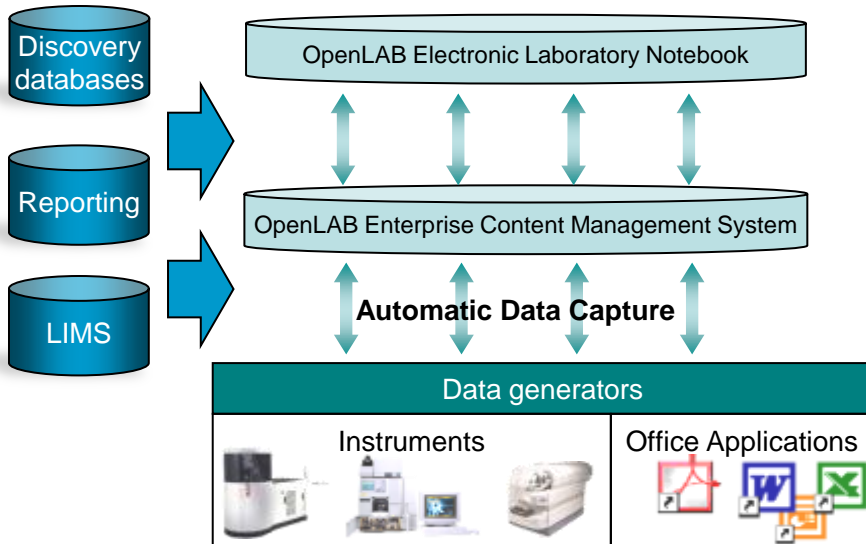 Discovery
databases
OpenLAB Electronic Laboratory Notebook
Reporting
OpenLAB Enterprise Content Management System
LIMS
Automatic Data Capture
Data generators
Instruments
Office Applications
W
X